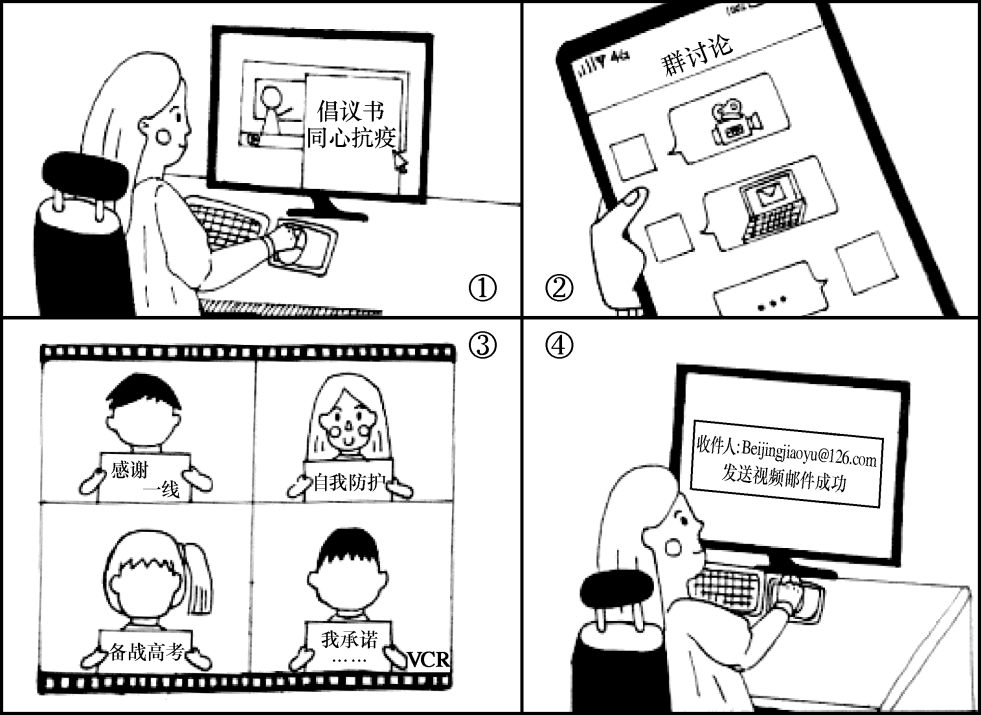 倡议书
同心抗疫
①
4G
群讨论
②
③
感谢
一线
自我防护
备战高考
我承诺
……
VCR
④
收件人:Beijingjiaoyu@126.com
发送视频邮件成功